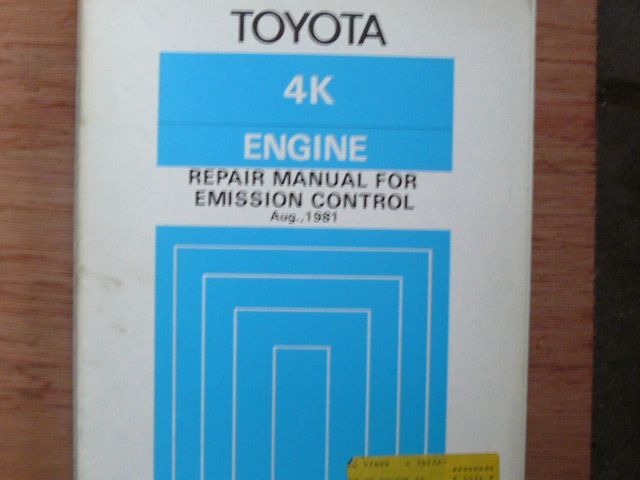 TOYOTA
4K
ENGINE
REPAIR MANUAL FOR
EMISSION CONTROL
Aug.,1981